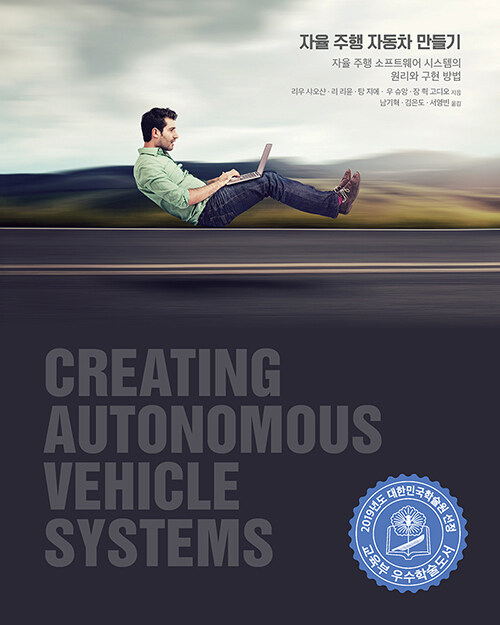 자율 주행 자동차 만들기
자율 주행 소프트웨어 시스템의
원리와 구현 방법
리우 샤오샨 · 리 리윤 · 탕 지에 · 우 슈앙 · 장 뤽 고디오 지음
남기혁 · 김은도 · 서영빈 옮김
CREATING
AUTONOMOUS
VEHICLE
SYSTEMS
2019년도 대한민국학술원 선정
교육부 우수학술도서